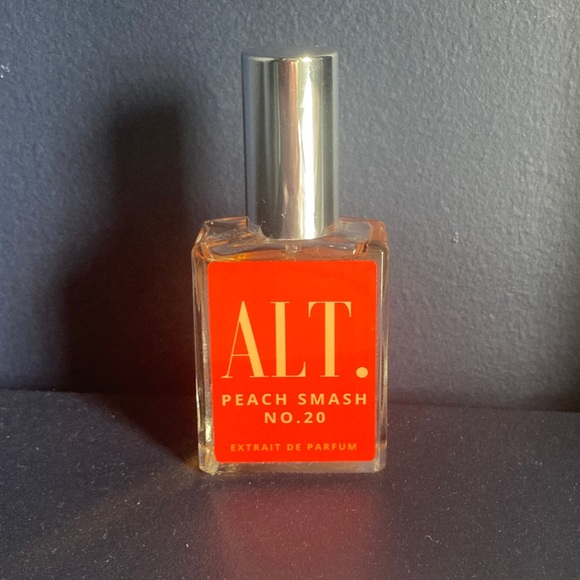 ALT.
PEACH SMASH
NO.20
EXTRAIT DE PARFUM